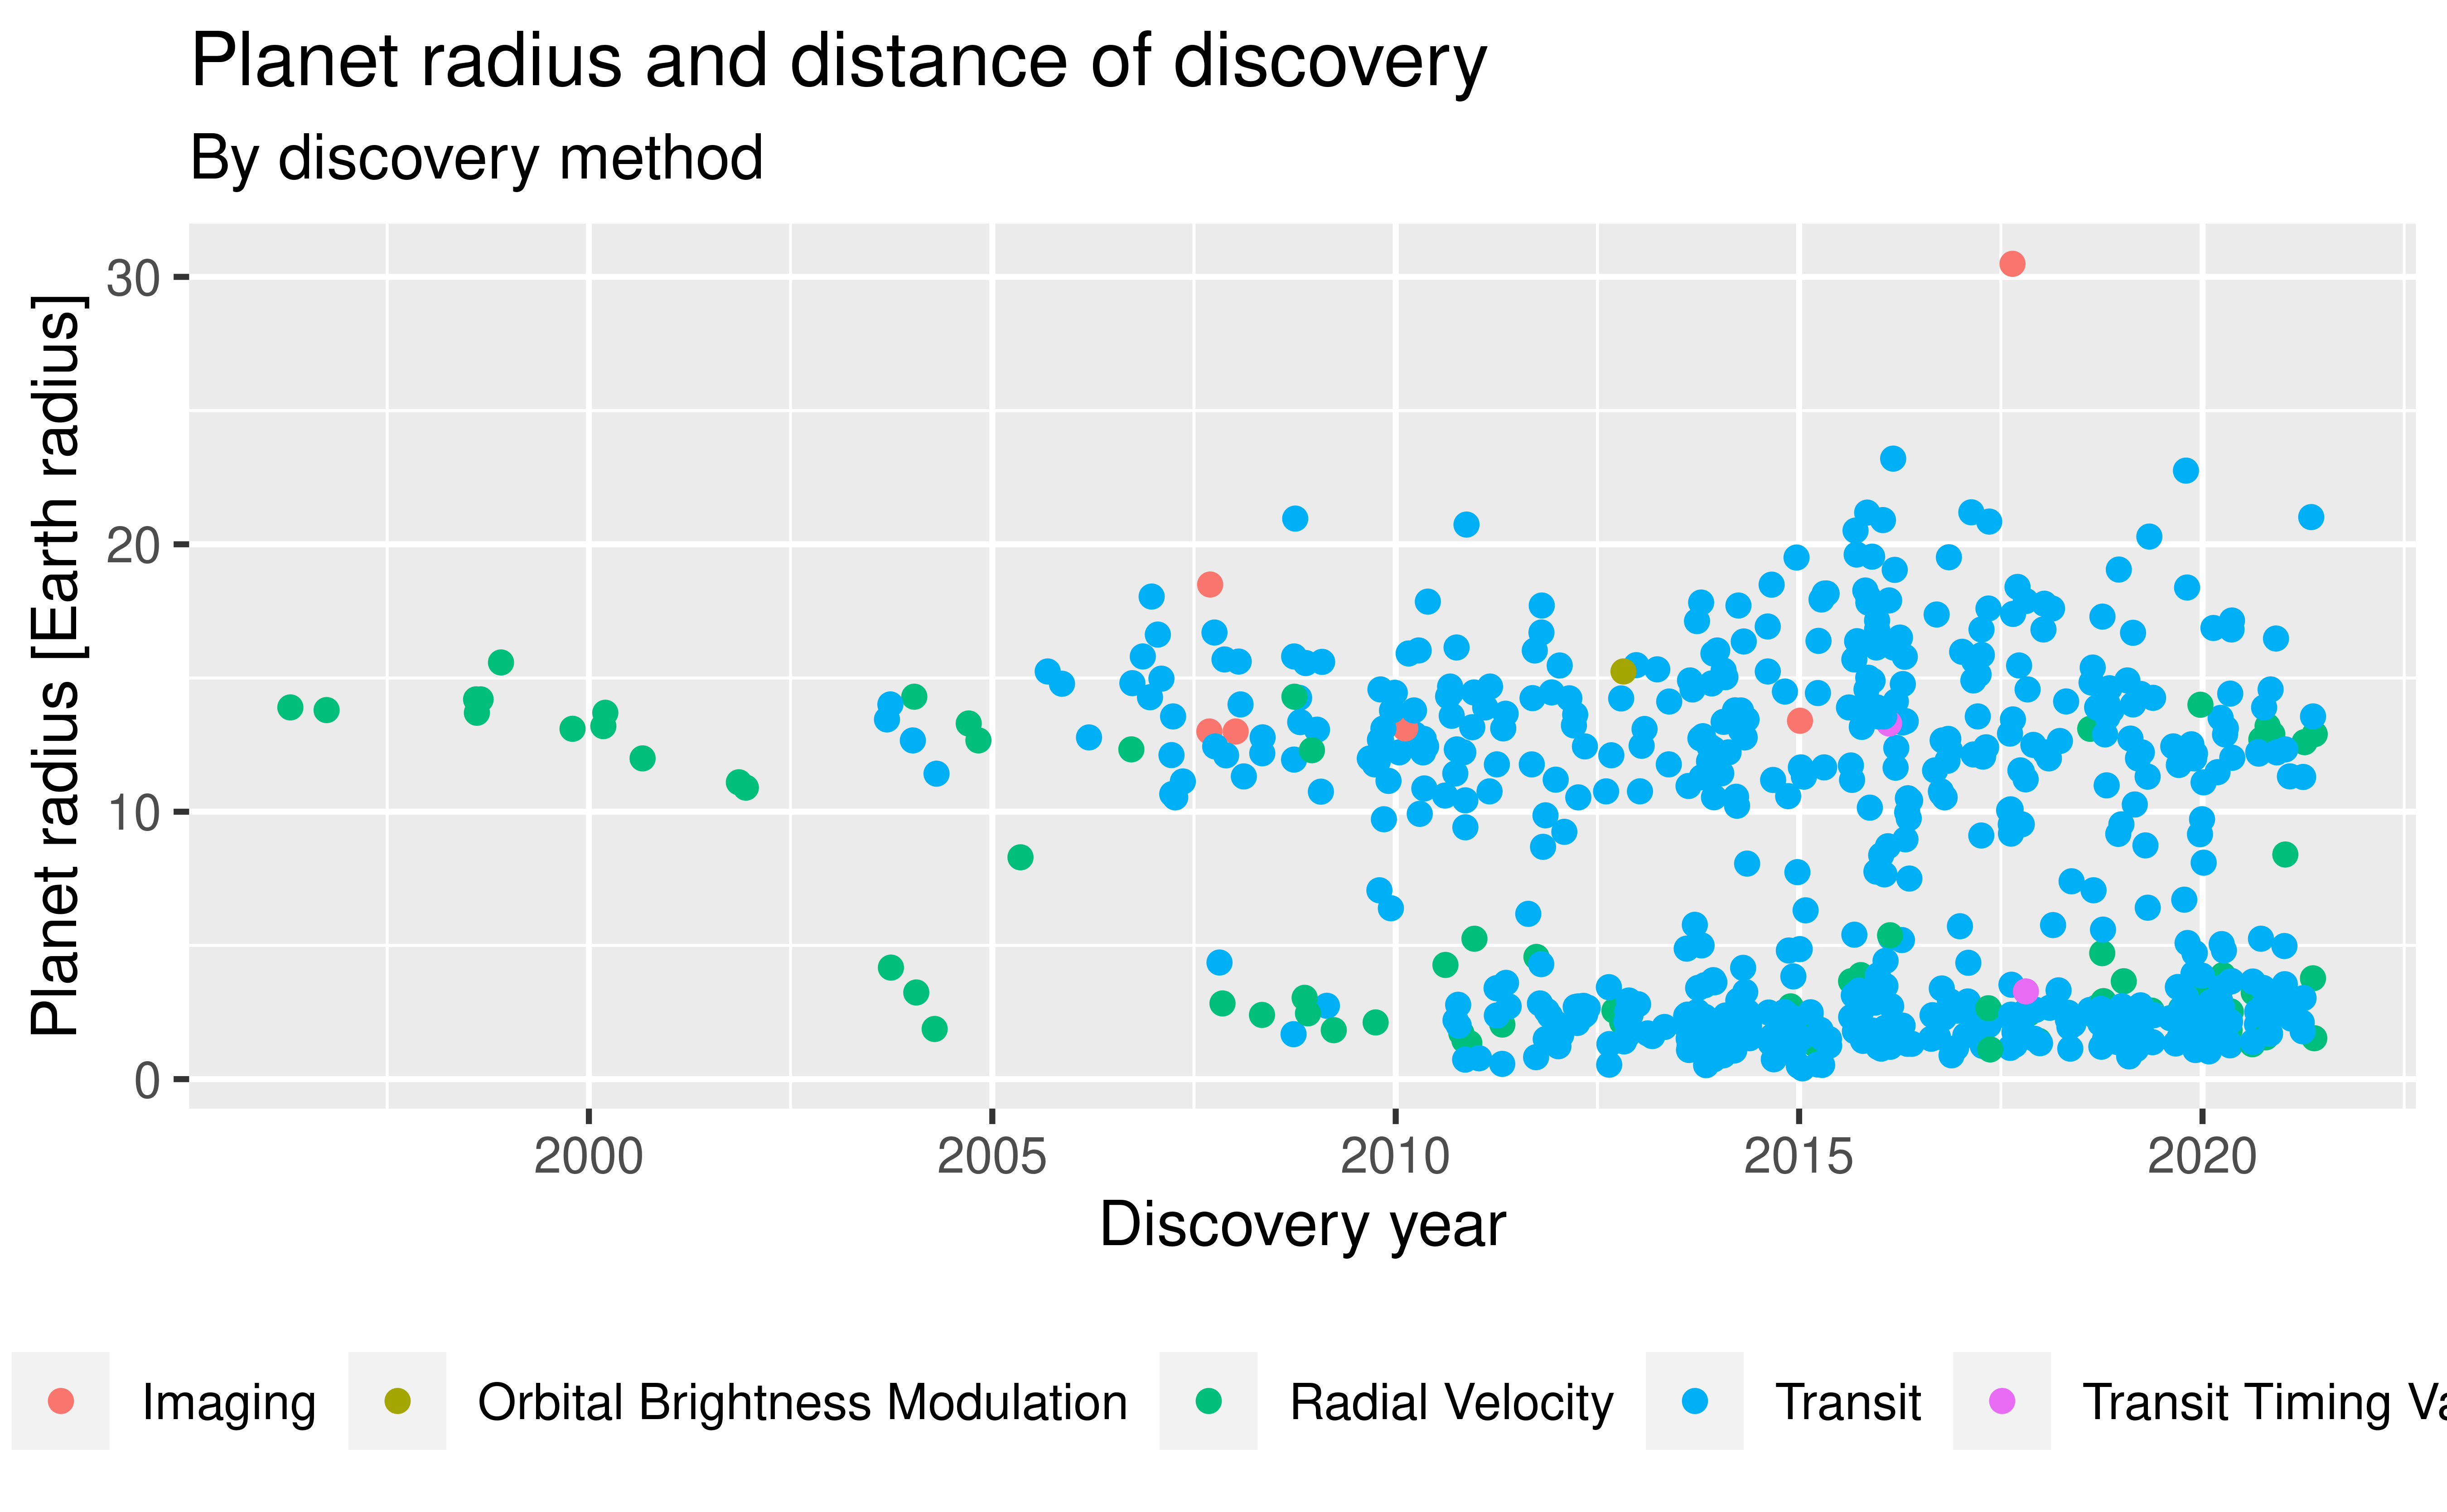 Planet radius and distance of discovery
By discovery method
Planet radius [Earth radius]
30
20
10
0
2000 2005 2010 2015 2020
Discovery year
Imaging Orbital Brightness Modulation Radial Velocity Transit Transit Timing Va